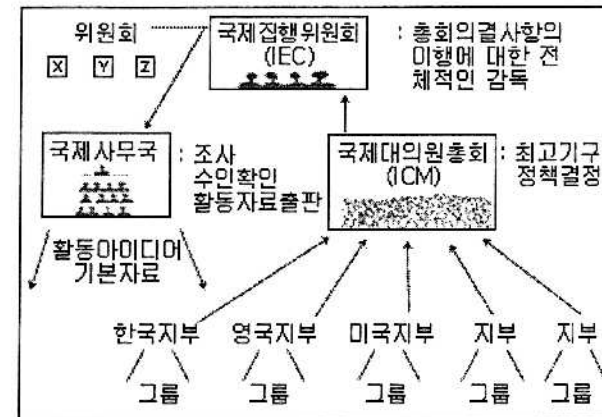 위원회
X Y Z
국제집행위원회
(IEC)
: 총회의결사항의
이행에 대한 전
체적인 감독
국제사무국
: 조사
수인확인
활동자료출판
국제대의원총회
(ICM)
: 최고기구
정책결정
활동아이디어
기본자료
한국지부 영국지부 미국지부 지부 지부
그룹 그룹 그룹 그룹 그룹